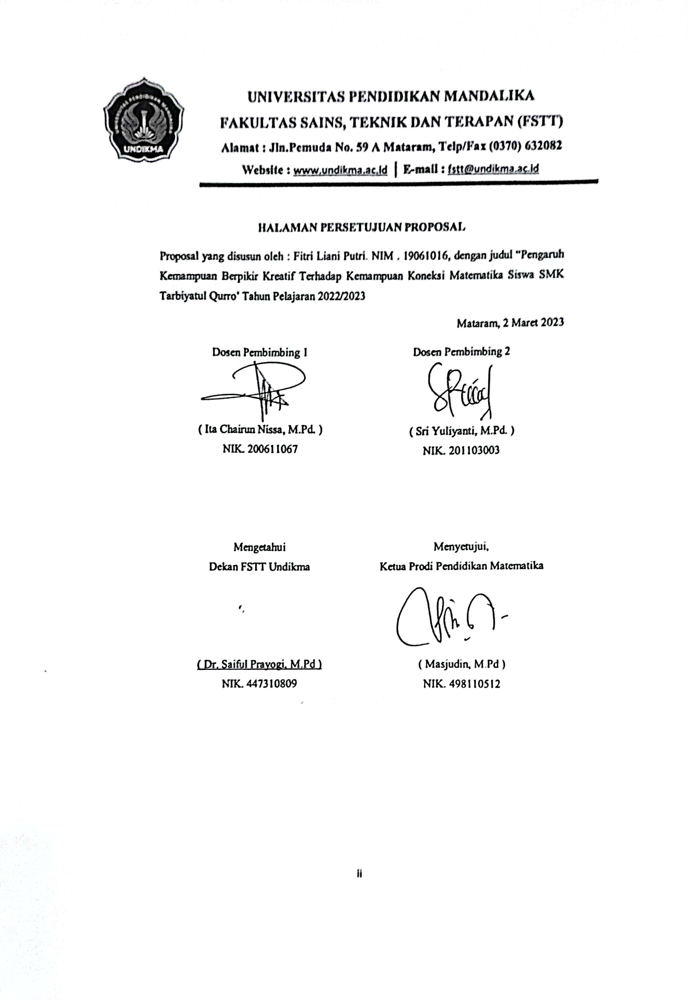 UNIVERSITAS PENDIDIKAN MANDALIKA
UNDIKMA
UNIVERSITAS PENDIDIKAN MANDALIKA
FAKULTAS SAINS, TEKNIK DAN TERAPAN (FSTT)
Alamat : Jln.Pemuda No. 59 A Mataram, Telp/Fax (0370) 632082
Website : www.undikma.ac.id | E-mail : fstt@undikma.ac.id
HALAMAN PERSETUJUAN PROPOSAL
Proposal yang disusun oleh : Fitri Liani Putri. NIM . 19061016, dengan judul “Pengaruh
Kemampuan Berpikir Kreatif Terhadap Kemampuan Koneksi Matematika Siswa SMK
Tarbiyatul Qurro' Tahun Pelajaran 2022/2023
Mataram, 2 Maret 2023
Dosen Pembimbing 1 Dosen Pembimbing 2
( Ita Chairun Nissa, M.Pd. ) ( Sri Yuliyanti, M.Pd. )
NIK. 200611067 NIK. 201103003
Mengetahui Menyetujui,
Dekan FSTT Undikma Ketua Prodi Pendidikan Matematika
( Dr. Saiful Prayogi, M.Pd ) ( Masjudin, M.Pd )
NIK. 447310809 NIK. 498110512
ii